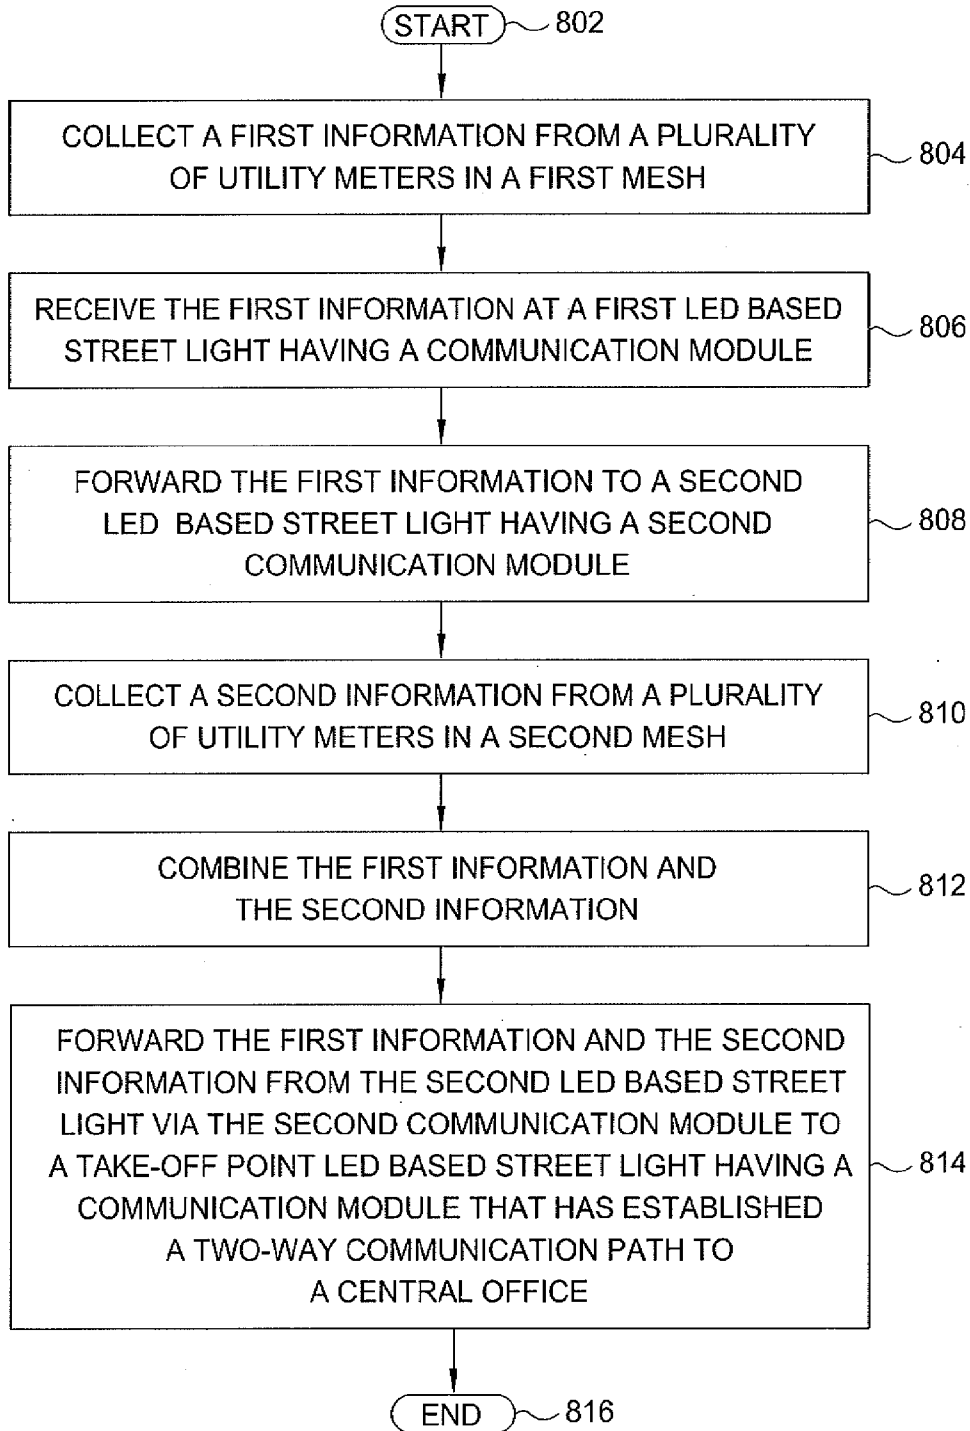 START 802
COLLECT A FIRST INFORMATION FROM A PLURALITY
OF UTILITY METERS IN A FIRST MESH
804
RECEIVE THE FIRST INFORMATION AT A FIRST LED BASED
STREET LIGHT HAVING A COMMUNICATION MODULE
806
FORWARD THE FIRST INFORMATION TO A SECOND
LED BASED STREET LIGHT HAVING A SECOND
COMMUNICATION MODULE
808
COLLECT A SECOND INFORMATION FROM A PLURALITY
OF UTILITY METERS IN A SECOND MESH
810
COMBINE THE FIRST INFORMATION AND
THE SECOND INFORMATION
812
FORWARD THE FIRST INFORMATION AND THE SECOND
INFORMATION FROM THE SECOND LED BASED STREET
LIGHT VIA THE SECOND COMMUNICATION MODULE TO
A TAKE-OFF POINT LED BASED STREET LIGHT HAVING A
COMMUNICATION MODULE THAT HAS ESTABLISHED
A TWO-WAY COMMUNICATION PATH TO
A CENTRAL OFFICE
814
END 816